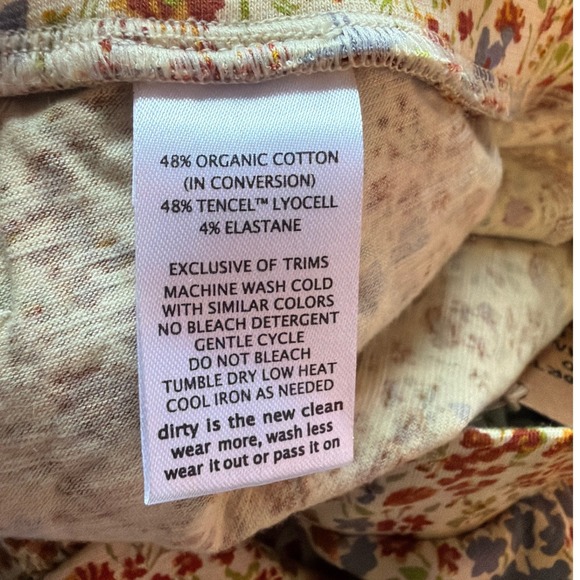 48% ORGANIC COTTON
(IN CONVERSION)
48% TENCEL™ LYOCELL
4% ELASTANE
EXCLUSIVE OF TRIMS
MACHINE WASH COLD
WITH SIMILAR COLORS
NO BLEACH DETERGENT
GENTLE CYCLE
DO NOT BLEACH
TUMBLE DRY LOW HEAT
COOL IRON AS NEEDED
dirty is the new clean
wear more, wash less
wear it out or pass it on